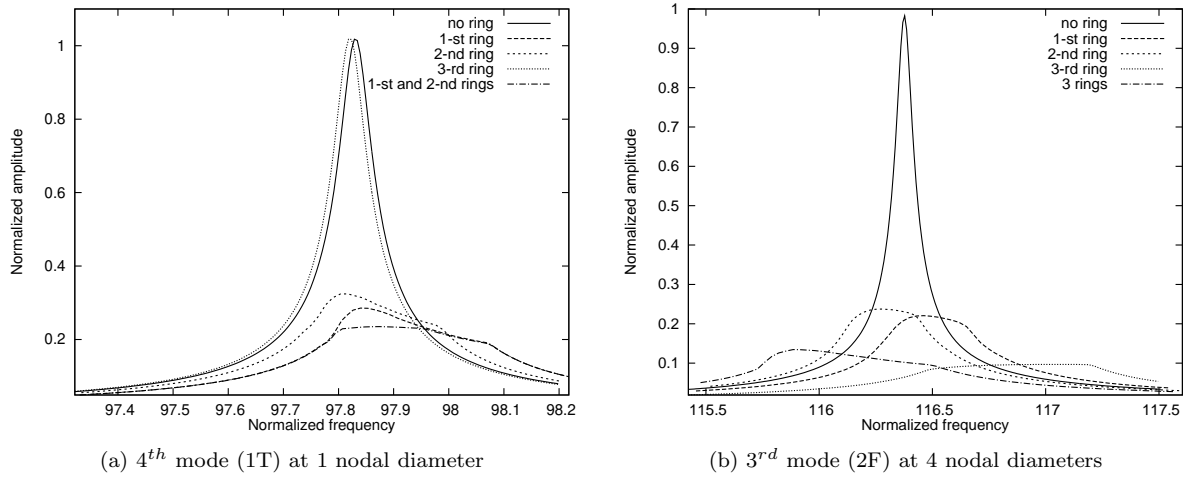 no ring
1-st ring
2-nd ring
3-rd ring
1-st and 2-nd rings
1
0.8
0.6
0.4
0.2
Normalized amplitude
97.4 97.5 97.6 97.7 97.8 97.9 98 98.1 98.2
Normalized frequency
(a) 4th mode (1T) at 1 nodal diameter
no ring
1-st ring
2-nd ring
3-rd ring
3 rings
1
0.9
0.8
0.7
0.6
0.5
0.4
0.3
0.2
0.1
Normalized amplitude
115.5 116 116.5 117 117.5
Normalized frequency
(b) 3rd mode (2F) at 4 nodal diameters